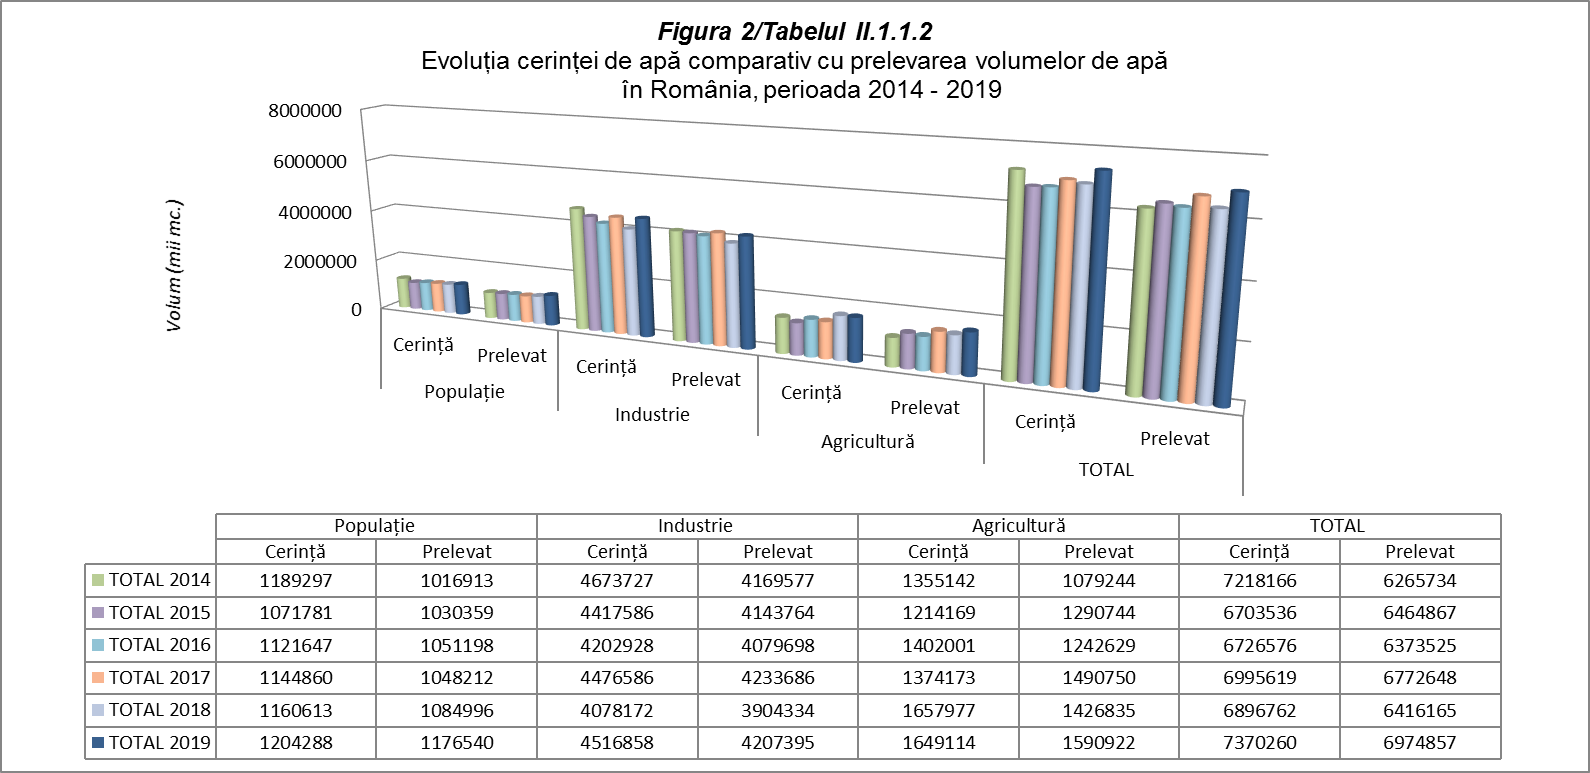 Figura 2/Tabelul II.1.1.2
Evoluția cerinței de apă comparativ cu prelevarea volumelor de apă
în România, perioada 2014 - 2019
8000000
6000000
4000000
2000000
0
Volum (mii mc.)
Cerință Prelevat Cerință Prelevat Cerință Prelevat Cerință Prelevat
Populație Industrie Agricultură TOTAL
Populație Industrie Agricultură TOTAL
Cerință Prelevat Cerință Prelevat Cerință Prelevat Cerință Prelevat
TOTAL 2014 1189297 1016913 4673727 4169577 1355142 1079244 7218166 6265734
TOTAL 2015 1071781 1030359 4417586 4143764 1214169 1290744 6703536 6464867
TOTAL 2016 1121647 1051198 4202928 4079698 1402001 1242629 6726576 6373525
TOTAL 2017 1144860 1048212 4476586 4233686 1374173 1490750 6995619 6772648
TOTAL 2018 1160613 1084996 4078172 3904334 1657977 1426835 6896762 6416165
TOTAL 2019 1204288 1176540 4516858 4207395 1649114 1590922 7370260 6974857